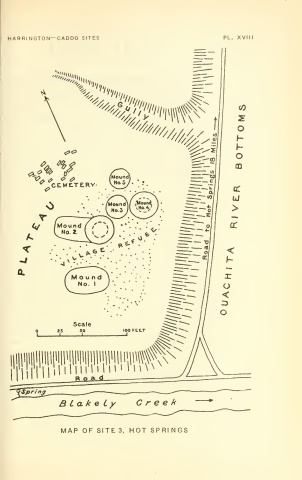 HARRINGTON—CADDO SITES
PL. XVIII
N
Gully
CEMETERY
Mound No. 5
Mound No. 3
Mound No. 4
Mound No. 2
VILLAGE REFUSE
Mound No. 1
PLATEAU
Road to Hot Springs 18 Miles
OUACHITA RIVER BOTTOMS
Scale
0 25 50 100 FEET
Road
Spring
Blakely Creek
MAP OF SITE 3, HOT SPRINGS